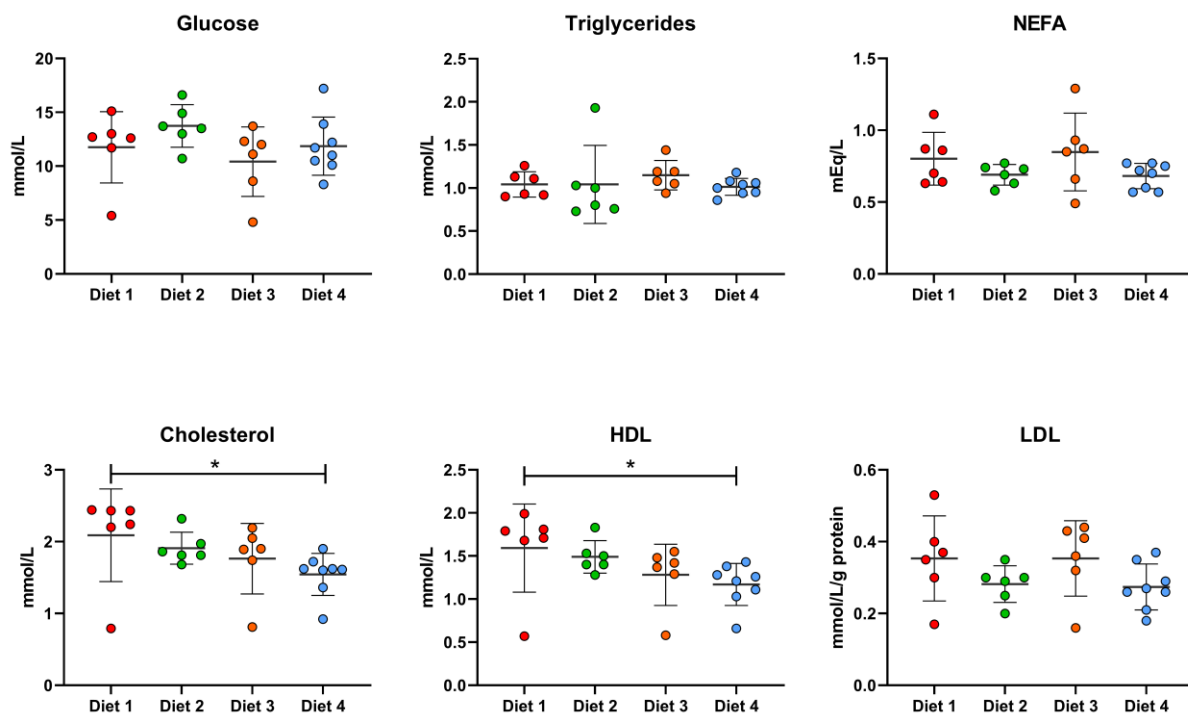 Glucose
20
15
10
5
0
mmol/L
Diet 1 Diet 2 Diet 3 Diet 4
Triglycerides
2.5
2.0
1.5
1.0
0.5
0.0
mmol/L
Diet 1 Diet 2 Diet 3 Diet 4
NEFA
1.5
1.0
0.5
0.0
mEq/L
Diet 1 Diet 2 Diet 3 Diet 4
Cholesterol
*
3
2
1
0
mmol/L
Diet 1 Diet 2 Diet 3 Diet 4
HDL
*
2.5
2.0
1.5
1.0
0.5
0.0
mmol/L
Diet 1 Diet 2 Diet 3 Diet 4
LDL
0.6
0.4
0.2
0.0
mmol/L/g protein
Diet 1 Diet 2 Diet 3 Diet 4